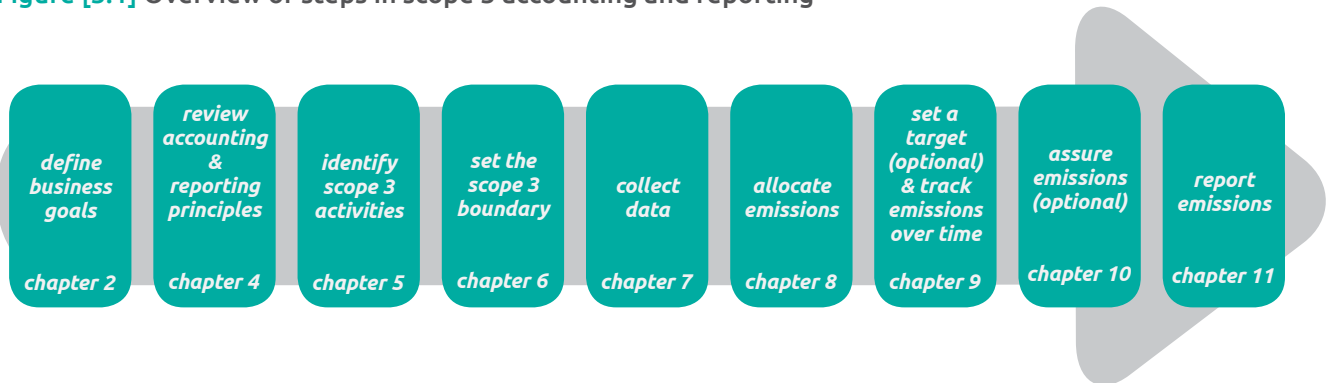 Figure [3.1] Overview of steps in scope 3 accounting and reporting
define
business
goals
chapter 2
review
accounting
&
reporting
principles
chapter 4
identify
scope 3
activities
chapter 5
set the
scope 3
boundary
chapter 6
collect
data
chapter 7
allocate
emissions
chapter 8
set a
target
(optional)
& track
emissions
over time
chapter 9
assure
emissions
(optional)
chapter 10
report
emissions
chapter 11